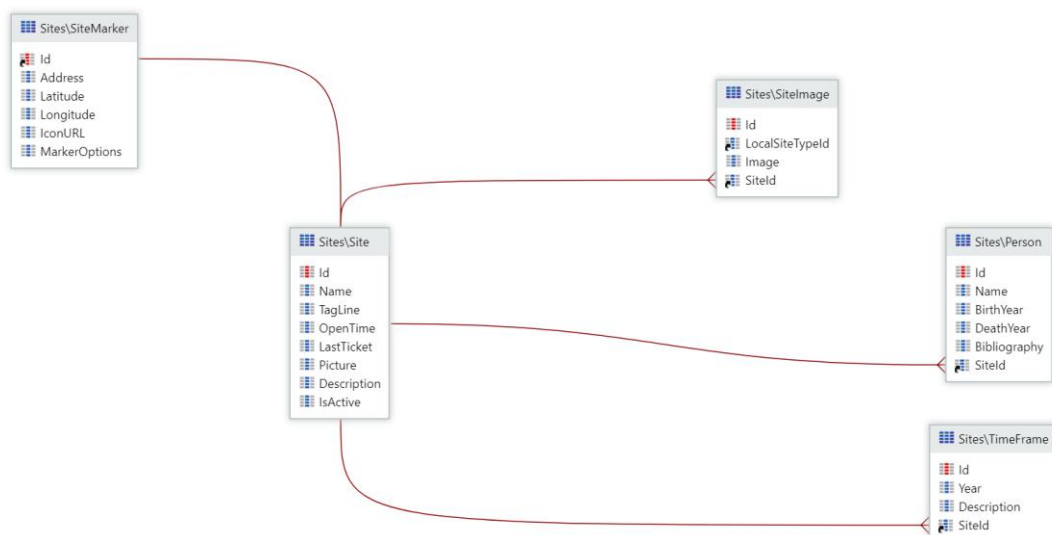 Sites\SiteMarker
Id
Address
Latitude
Longitude
IconURL
MarkerOptions
Sites\SiteImage
Id
LocalSiteTypeId
Image
SiteId
Sites\Site
Id
Name
TagLine
OpenTime
LastTicket
Picture
Description
IsActive
Sites\Person
Id
Name
BirthYear
DeathYear
Bibliography
SiteId
Sites\TimeFrame
Id
Year
Description
SiteId